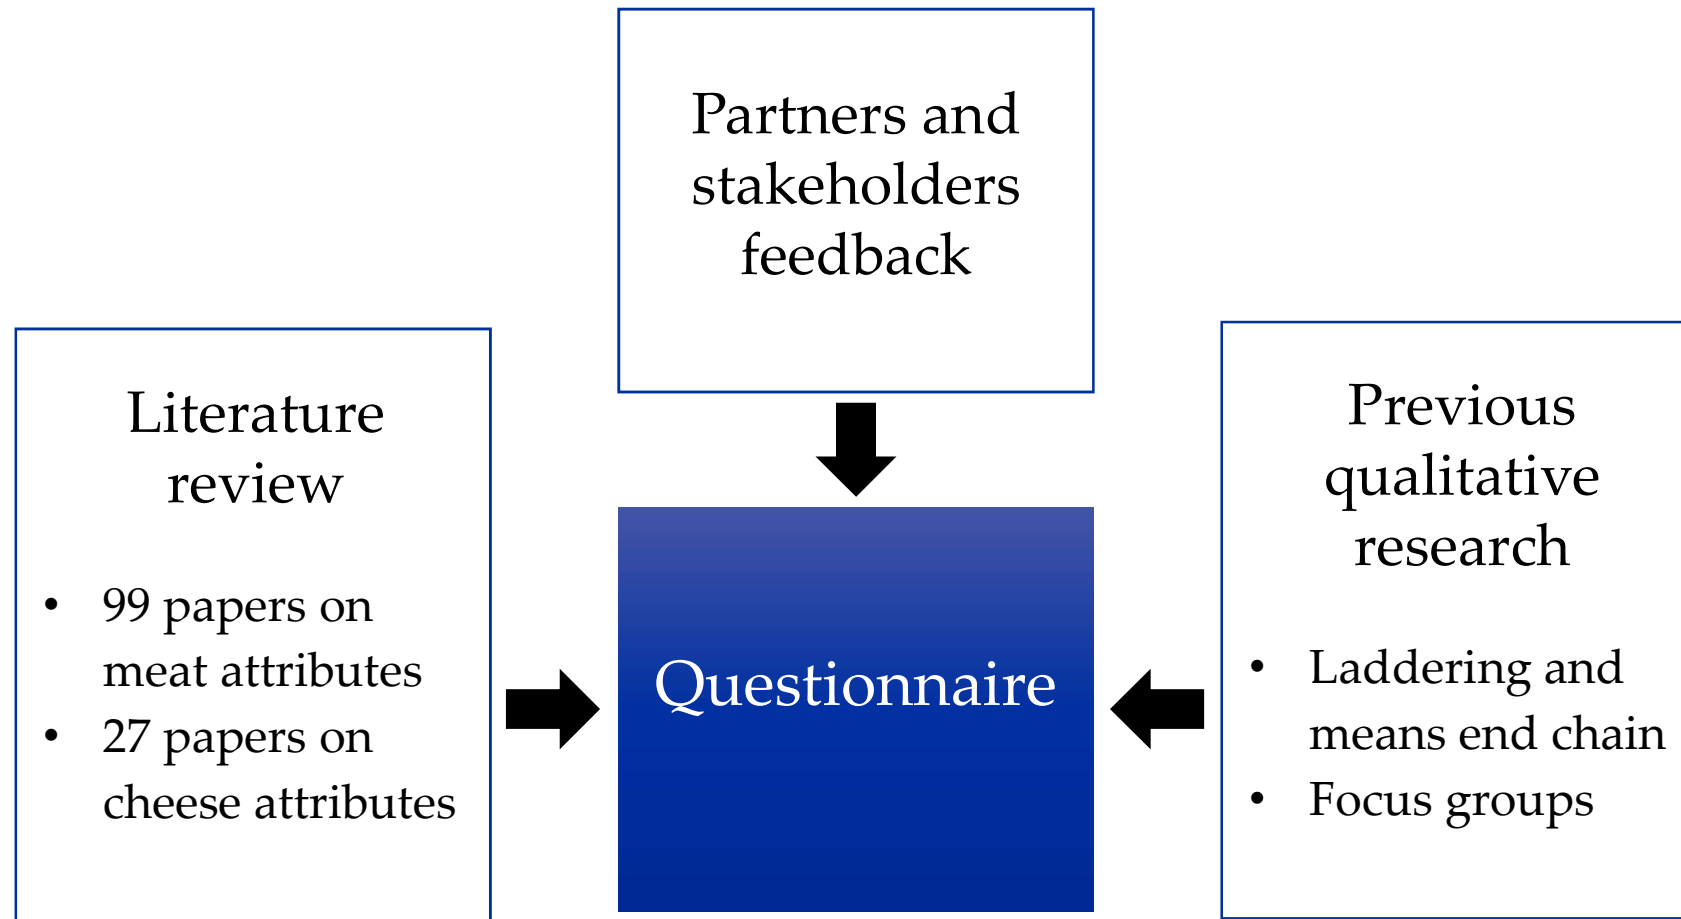 Partners and
stakeholders
feedback
Literature
review
• 99 papers on
meat attributes
• 27 papers on
cheese attributes
Questionnaire
Previous
qualitative
research
• Laddering and
means end chain
• Focus groups